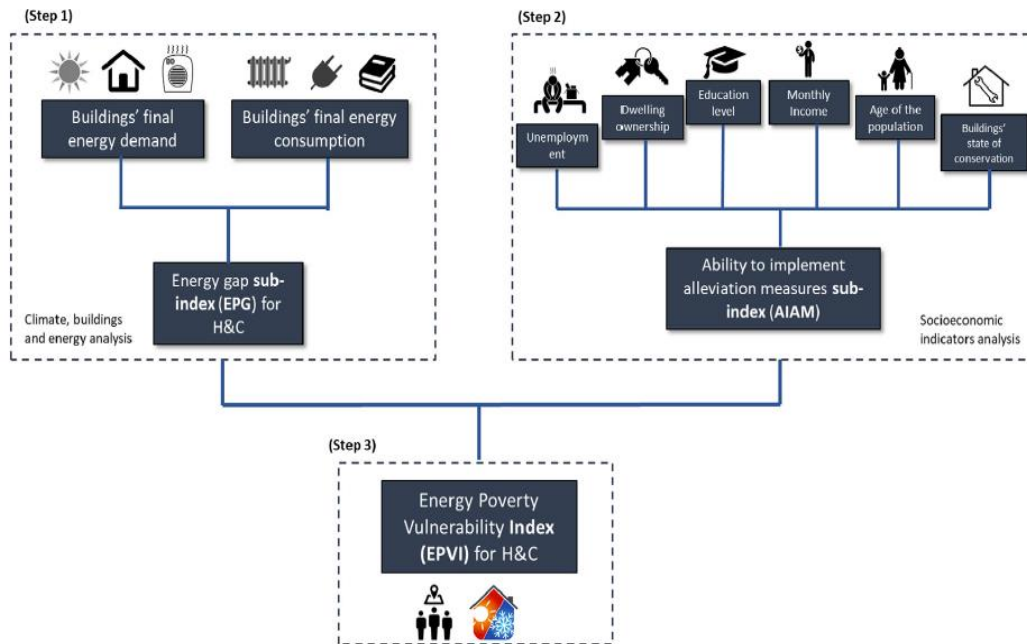 (Step 1)
Buildings' final
energy demand
Buildings' final energy
consumption
Energy gap sub-
index (EPG) for
H&C
Climate, buildings
and energy analysis
(Step 2)
Unemploym
ent
Dwelling
ownership
Education
level
Monthly
Income
Age of the
population
Buildings'
state of
conservation
Ability to implement
alleviation measures sub-
index (AIAM)
Socioeconomic
indicators analysis
(Step 3)
Energy Poverty
Vulnerability Index
(EPVI) for H&C